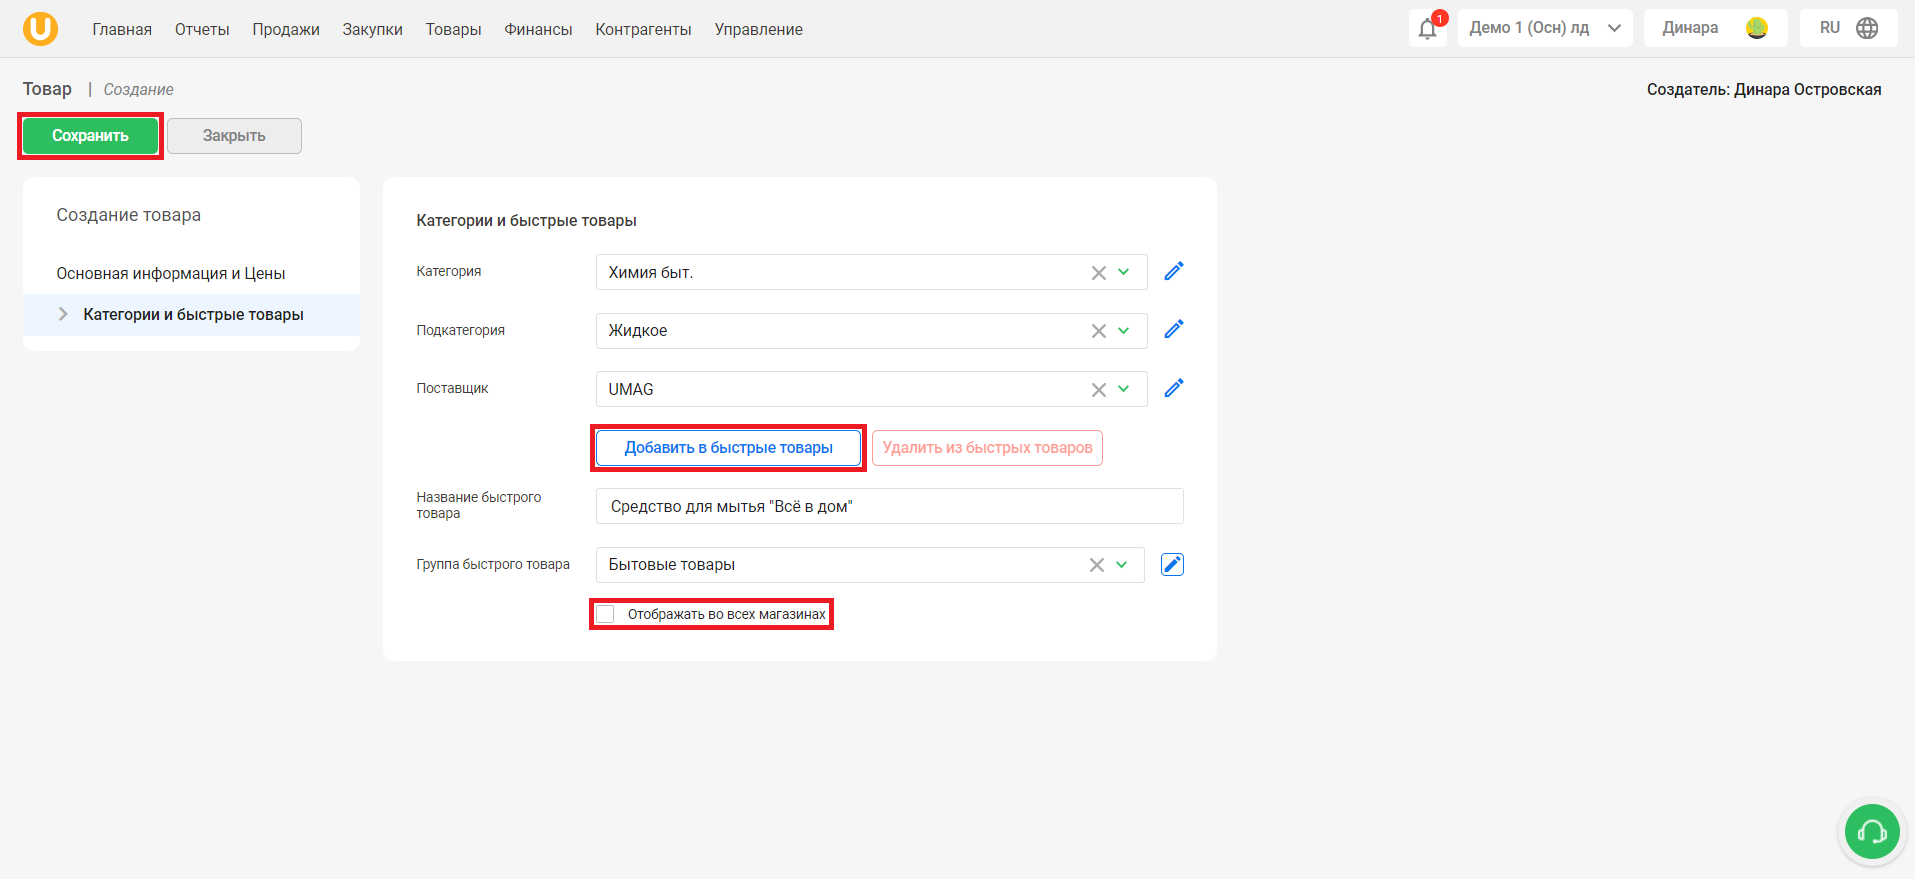 Главная Отчеты Продажи Закупки Товары Финансы Контрагенты Управление 1 Демо 1 (Осн) лд Динара RU
Товар | Создание
Создатель: Динара Островская
Сохранить Закрыть
Создание товара
Основная информация и Цены
Категории и быстрые товары
Категории и быстрые товары
Категория Химия быт.
Подкатегория Жидкое
Поставщик UMAG
Добавить в быстрые товары Удалить из быстрых товаров
Название быстрого
товара
Средство для мытья "Всё в дом"
Группа быстрого товара Бытовые товары
Отображать во всех магазинах